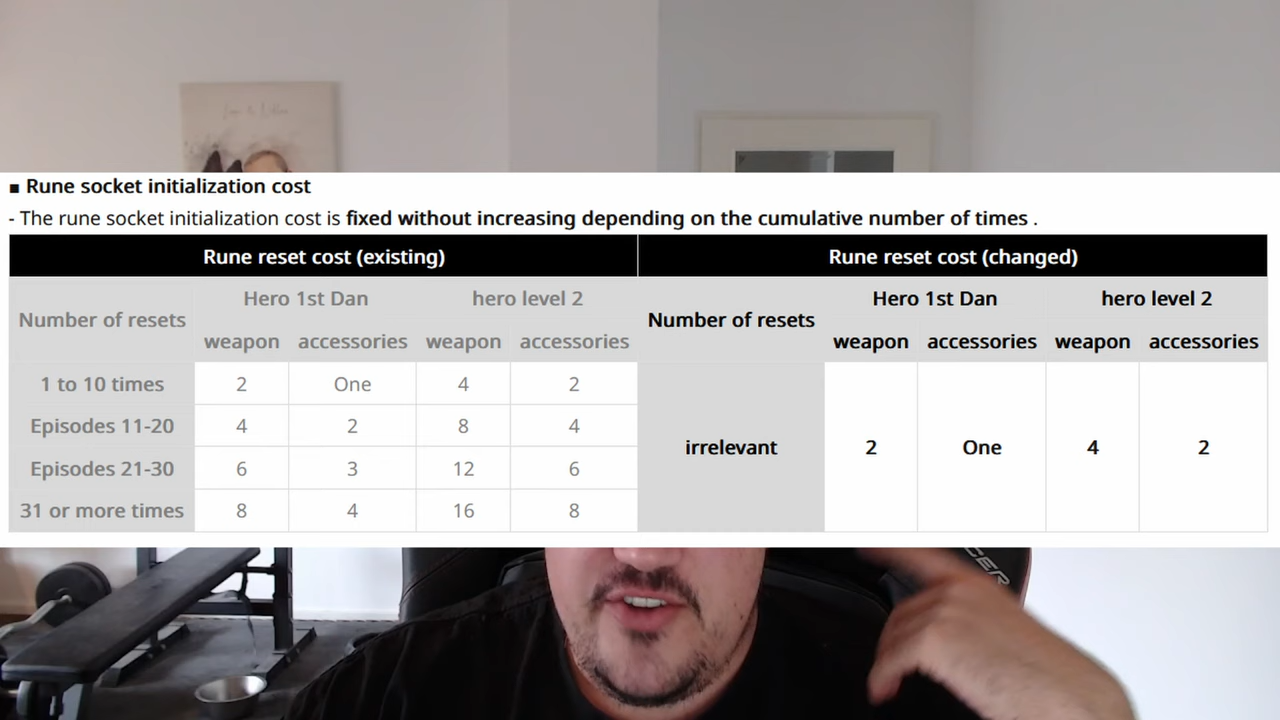 ■ Rune socket initialization cost
- The rune socket initialization cost is fixed without increasing depending on the cumulative number of times .
Rune reset cost (existing) Rune reset cost (changed)
Number of resets Hero 1st Dan hero level 2 Number of resets Hero 1st Dan hero level 2
weapon accessories weapon accessories weapon accessories weapon accessories
1 to 10 times 2 One 4 2
Episodes 11-20 4 2 8 4
irrelevant 2 One 4 2
Episodes 21-30 6 3 12 6
31 or more times 8 4 16 8
CER